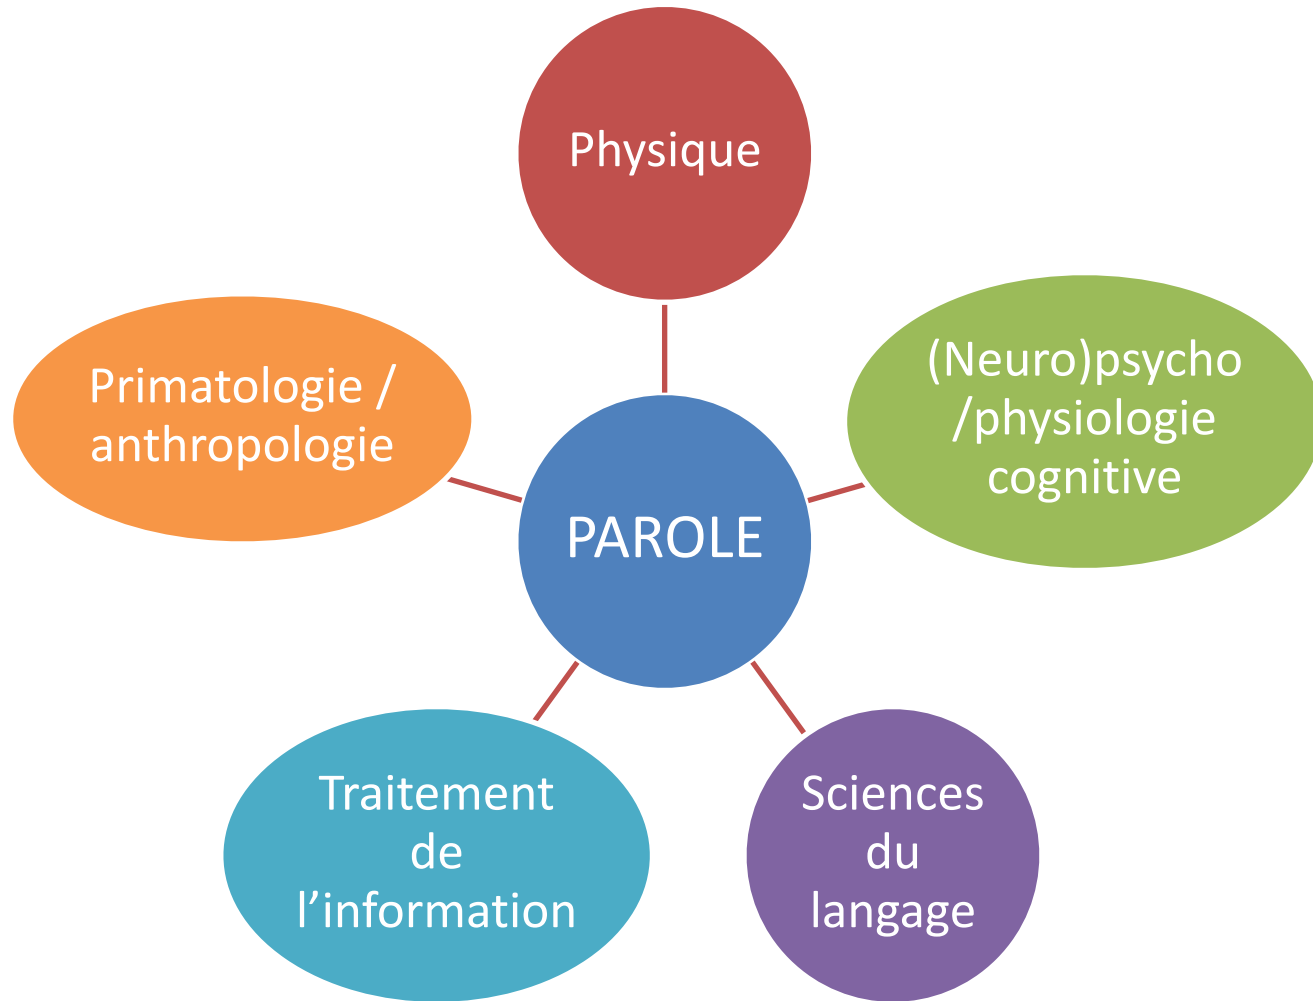 Physique
Primatologie /
anthropologie
(Neuro)psycho
/physiologie
cognitive
PAROLE
Traitement
de
l’information
Sciences
du
langage